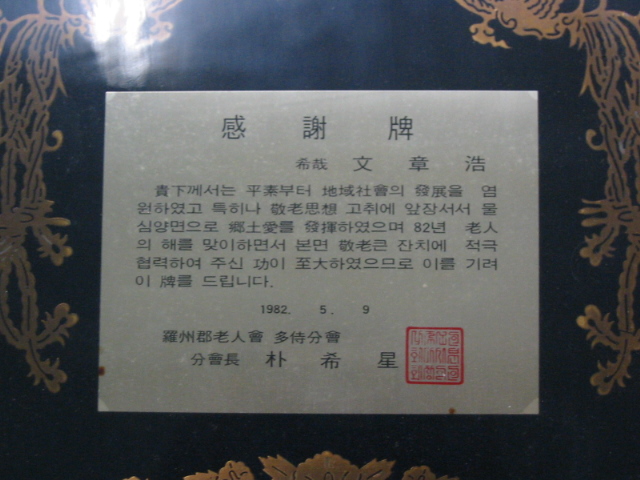 感謝牌
希哉 文章浩
貴下께서는 平素부터 地域社會의 發展을 염
원하였고 특히나 敬老思想 고취에 앞장서서 물
심양면으로 鄕土愛를 發揮하였으며 82년 老人
의 해를 맞이하면서 본면 敬老큰 잔치에 적극
협력하여 주신 功이 至大하였으므로 이를 기려
이 牌를 드립니다.
1982. 5. 9
羅州郡老人會 多侍分會
分會長 朴希星